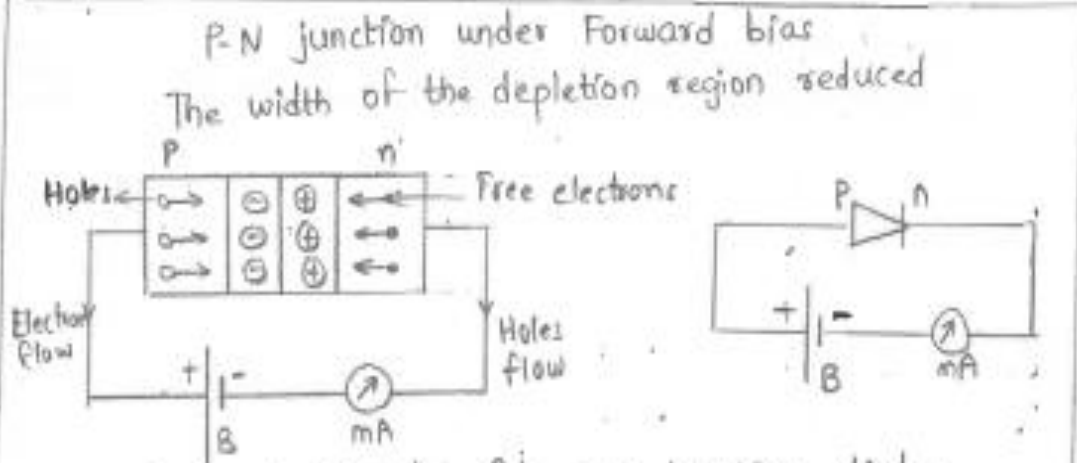 P-N junction under Forward bias
The width of the depletion region reduced
P n
Holes Free electrons
Electron flow
Holes flow
+ -
B mA
P n
+ -
B mA